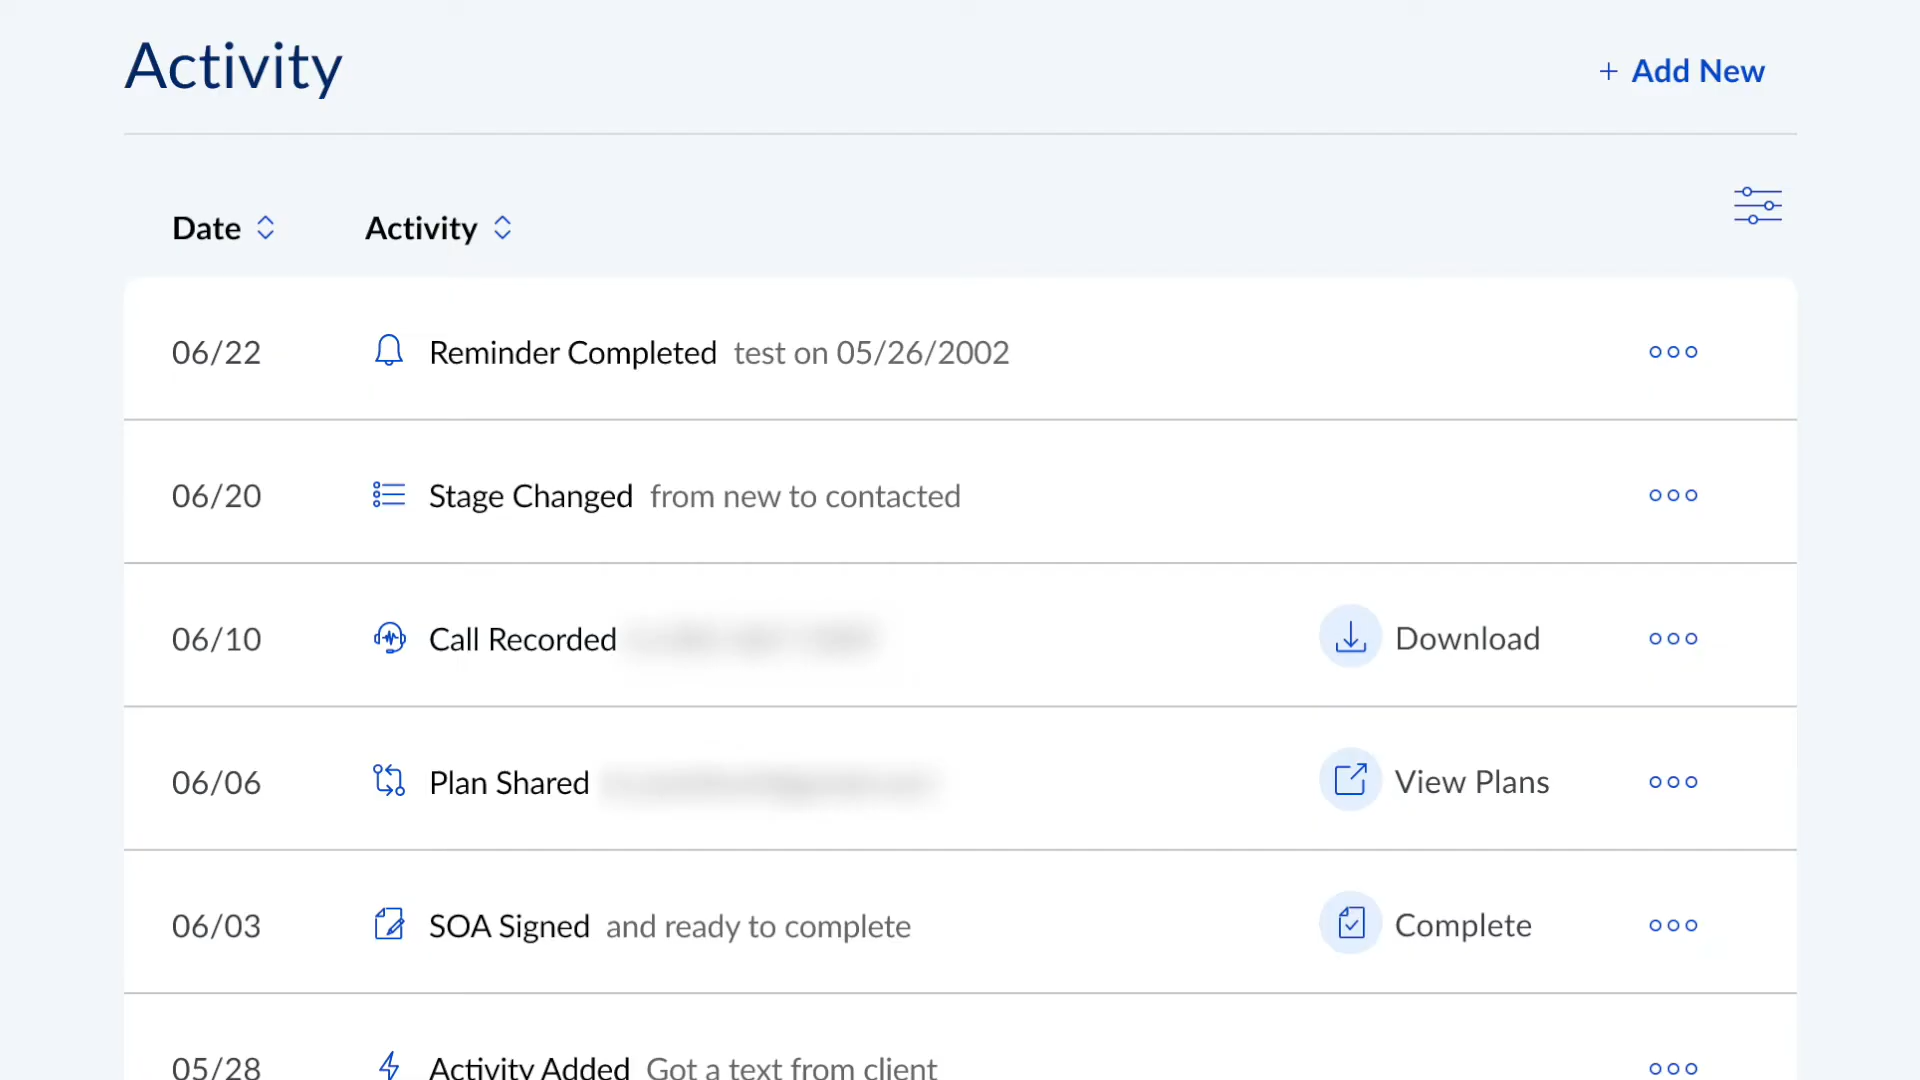 Activity
+ Add New
Date Activity
06/22 Reminder Completed test on 05/26/2002
06/20 Stage Changed from new to contacted
06/10 Call Recorded Download
06/06 Plan Shared View Plans
06/03 SOA Signed and ready to complete Complete
05/28 Activity Added Got a text from client